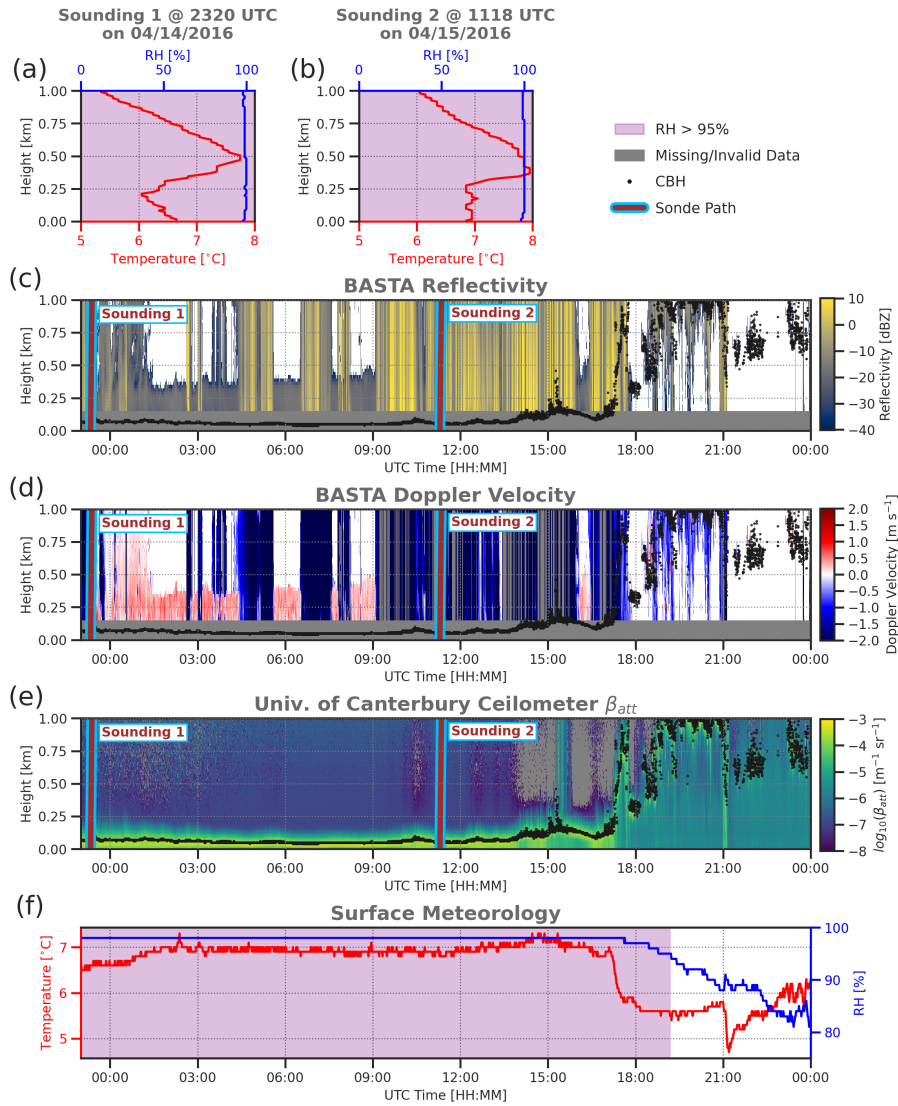 Sounding 1 @ 2320 UTC
on 04/14/2016
Sounding 2 @ 1118 UTC
on 04/15/2016
(a)
RH [%]
0 50 100
(b)
RH [%]
0 50 100
1.00
0.75
0.50
0.25
0.00
Height [km]
5 6 7 8
Temperature [°C]
1.00
0.75
0.50
0.25
0.00
Height [km]
5 6 7 8
Temperature [°C]
RH > 95%
Missing/Invalid Data
CBH
Sonde Path
(c)
BASTA Reflectivity
1.00
0.75
0.50
0.25
0.00
Height [km]
Sounding 1
Sounding 2
00:00 03:00 06:00 09:00 12:00 15:00 18:00 21:00 00:00
UTC Time [HH:MM]
10
0
−10
−20
−30
−40
Reflectivity [dBZ]
(d)
BASTA Doppler Velocity
1.00
0.75
0.50
0.25
0.00
Height [km]
Sounding 1
Sounding 2
00:00 03:00 06:00 09:00 12:00 15:00 18:00 21:00 00:00
UTC Time [HH:MM]
2.0
1.5
1.0
0.5
0.0
−0.5
−1.0
−1.5
−2.0
Doppler Velocity [m s⁻¹]
(e)
Univ. of Canterbury Ceilometer βatt
1.00
0.75
0.50
0.25
0.00
Height [km]
Sounding 1
Sounding 2
00:00 03:00 06:00 09:00 12:00 15:00 18:00 21:00 00:00
UTC Time [HH:MM]
−3
−4
−5
−6
−7
−8
log₁₀(βatt) [m⁻¹ sr⁻¹]
(f)
Surface Meteorology
7
6
5
Temperature [°C]
100
90
80
RH [%]
00:00 03:00 06:00 09:00 12:00 15:00 18:00 21:00 00:00
UTC Time [HH:MM]